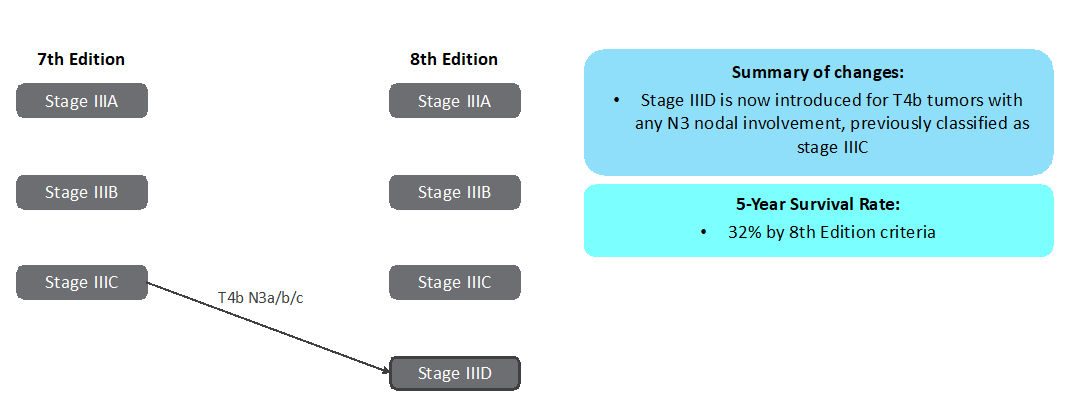 7th Edition
8th Edition
Stage IIIA
Stage IIIA
Stage IIIB
Stage IIIB
Stage IIIC
Stage IIIC
T4b N3a/b/c
Stage IIID
Summary of changes:
• Stage IIID is now introduced for T4b tumors with
any N3 nodal involvement, previously classified as
stage IIIC
5-Year Survival Rate:
• 32% by 8th Edition criteria